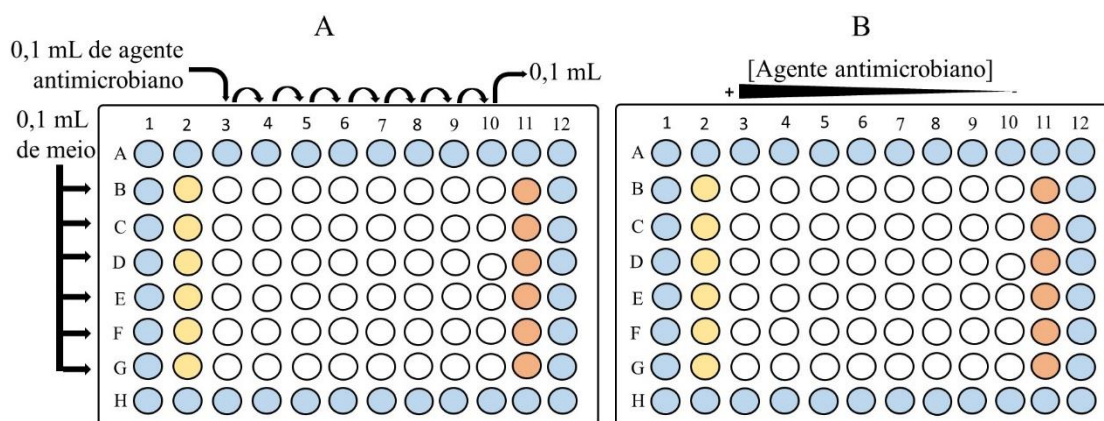 A
0,1 mL de agente
antimicrobiano
0,1 mL
0,1 mL
de meio
1 2 3 4 5 6 7 8 9 10 11 12
A
B
C
D
E
F
G
H
B
[Agente antimicrobiano]
+ -
1 2 3 4 5 6 7 8 9 10 11 12
A
B
C
D
E
F
G
H